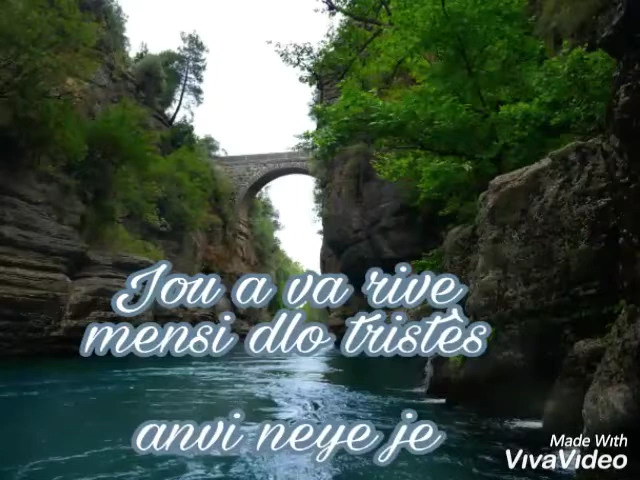 Jou a va rive
mensi dlo tristès
anvi neye je
Made With
VivaVideo